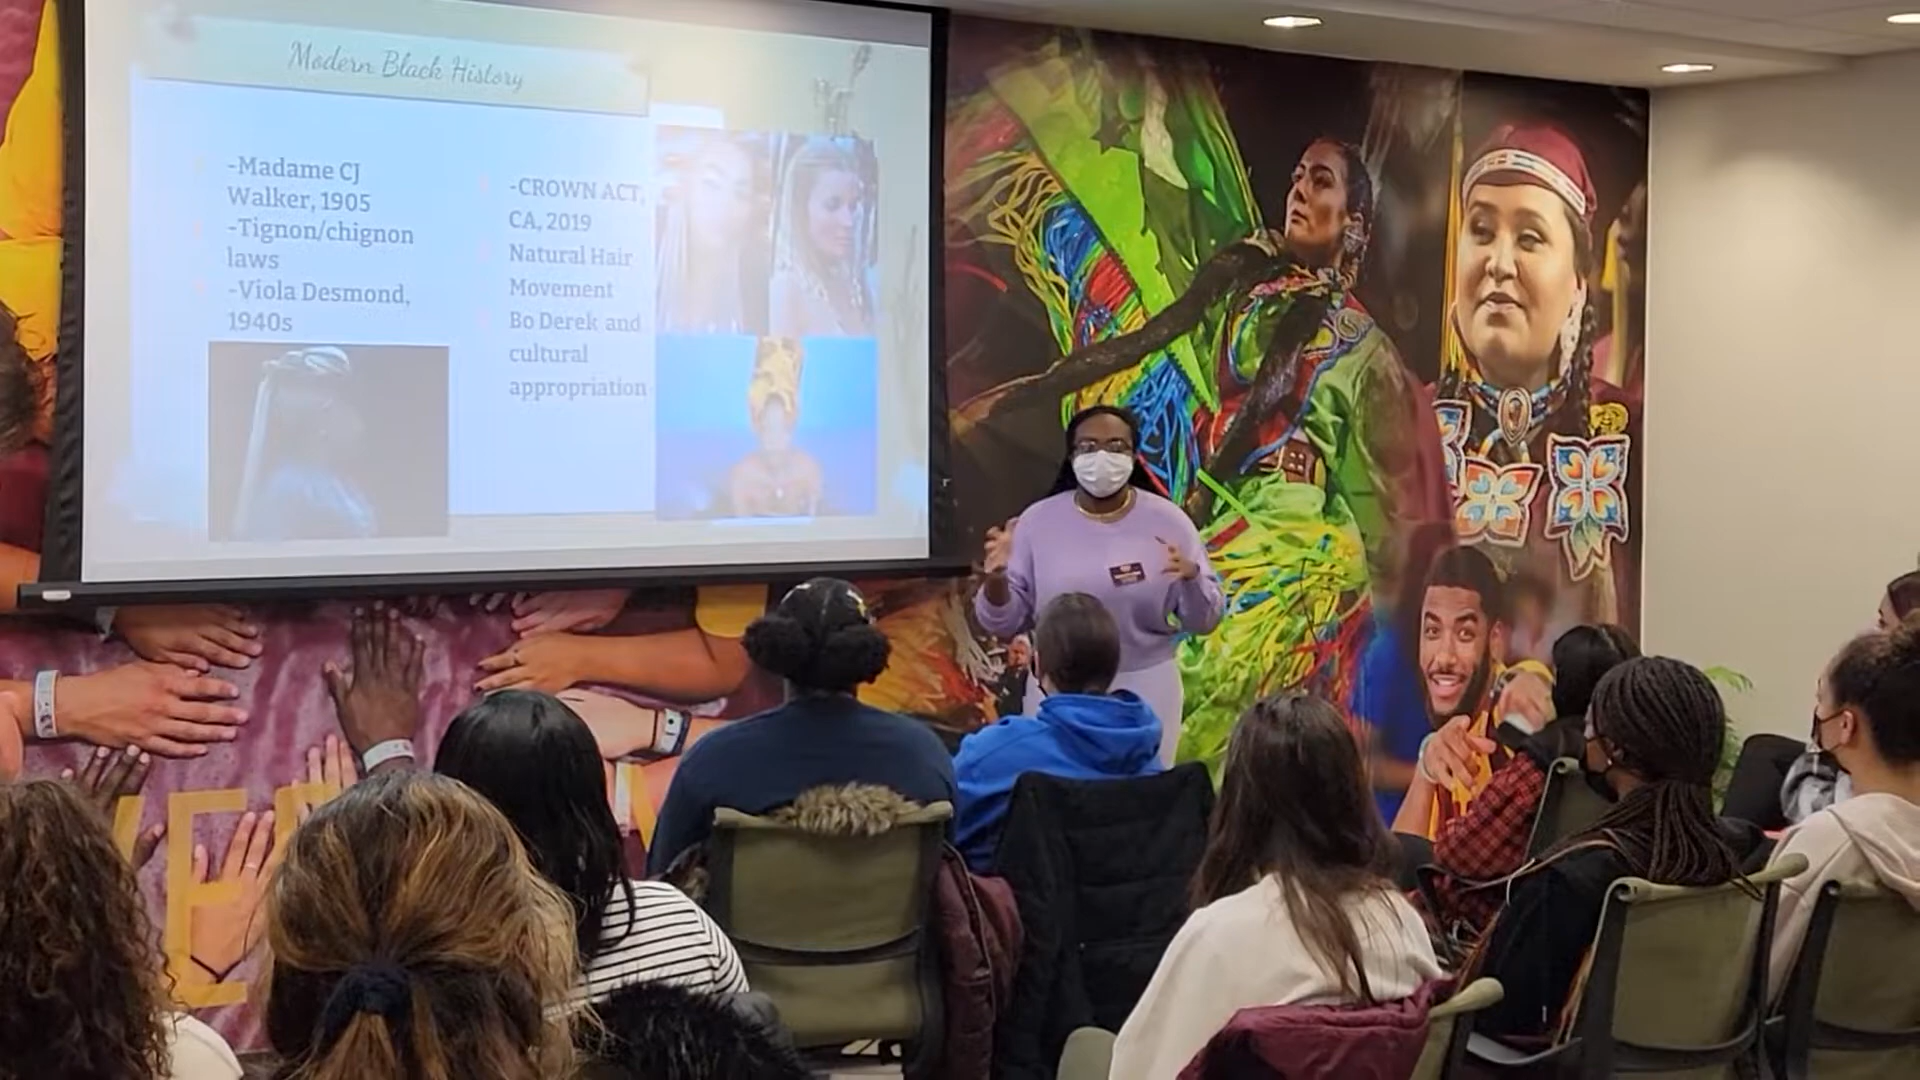 Modern Black History
-Madame CJ
Walker, 1905
-Tignon/chignon
laws
-Viola Desmond,
1940s
-CROWN ACT,
CA, 2019
Natural Hair
Movement
Bo Derek and
cultural
appropriation